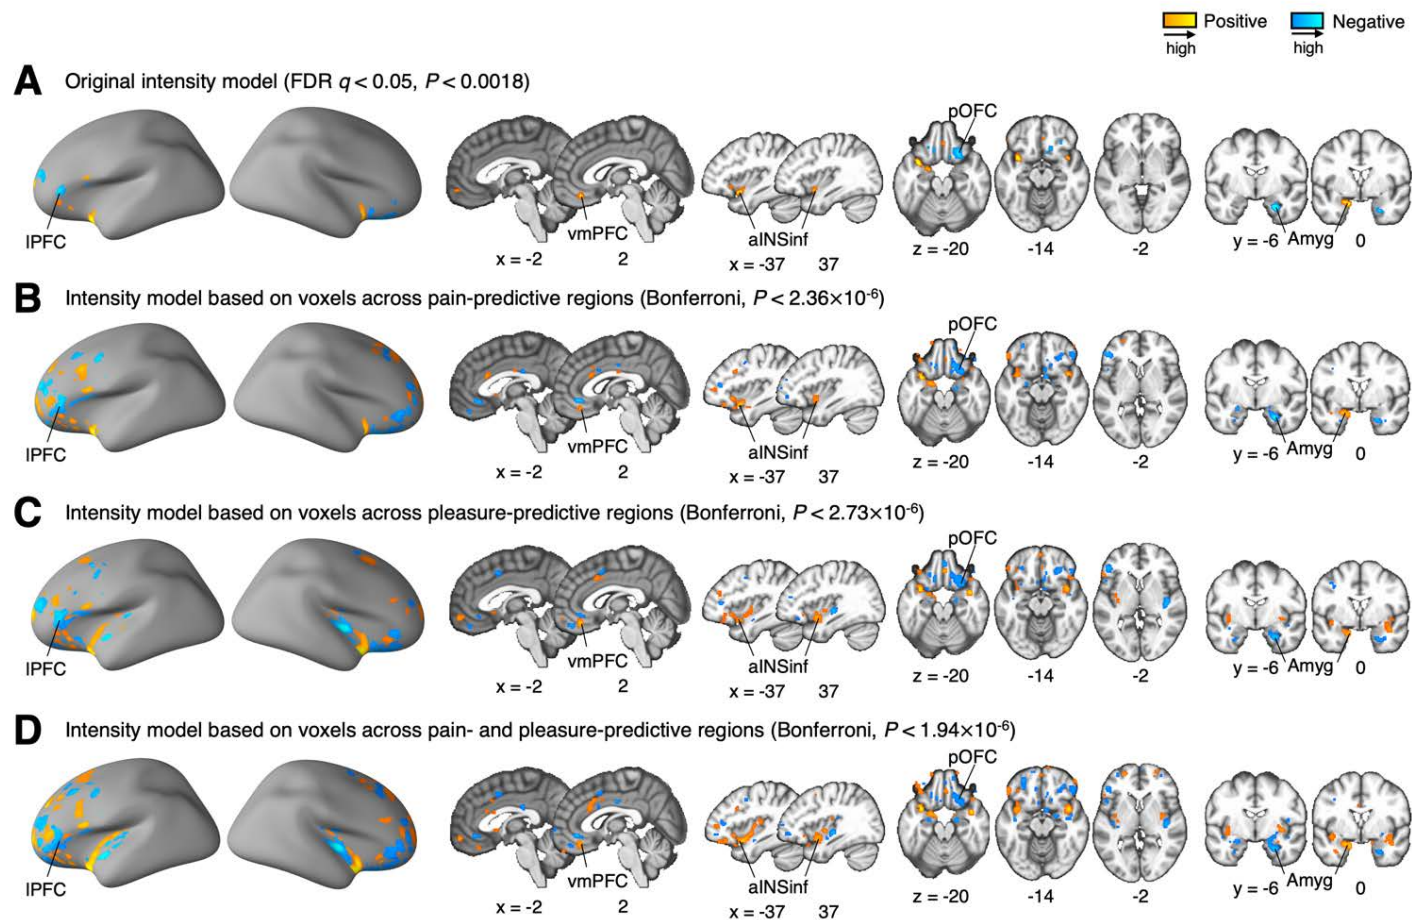 Positive Negative
high high
A Original intensity model (FDR q < 0.05, P < 0.0018)
pOFC
lPFC vmPFC aINSinf Amyg
x = -2 2 x = -37 37 z = -20 -14 -2 y = -6 0
B Intensity model based on voxels across pain-predictive regions (Bonferroni, P < 2.36×10⁻⁶)
pOFC
lPFC vmPFC aINSinf Amyg
x = -2 2 x = -37 37 z = -20 -14 -2 y = -6 0
C Intensity model based on voxels across pleasure-predictive regions (Bonferroni, P < 2.73×10⁻⁶)
pOFC
lPFC vmPFC aINSinf Amyg
x = -2 2 x = -37 37 z = -20 -14 -2 y = -6 0
D Intensity model based on voxels across pain- and pleasure-predictive regions (Bonferroni, P < 1.94×10⁻⁶)
pOFC
lPFC vmPFC aINSinf Amyg
x = -2 2 x = -37 37 z = -20 -14 -2 y = -6 0